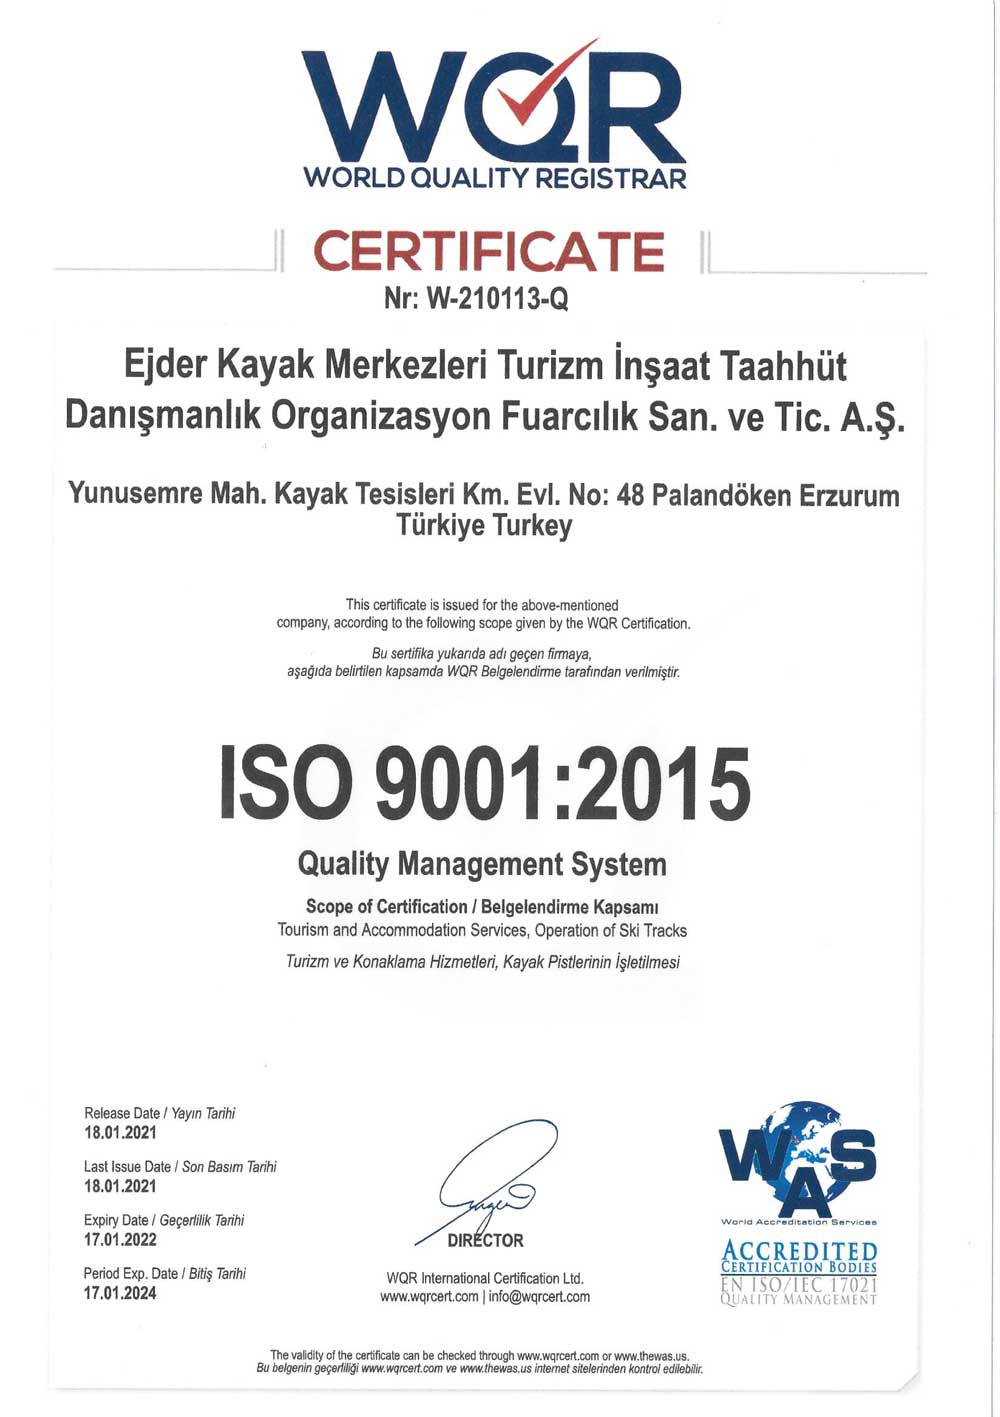 WQR
WORLD QUALITY REGISTRAR
CERTIFICATE
Nr: W-210113-Q
Ejder Kayak Merkezleri Turizm İnşaat Taahhüt
Danışmanlık Organizasyon Fuarcılık San. ve Tic. A.Ş.
Yunusemre Mah. Kayak Tesisleri Km. Evl. No: 48 Palandöken Erzurum
Türkiye Turkey
This certificate is issued for the above-mentioned
company, according to the following scope given by the WQR Certification.
Bu sertifika yukarıda adı geçen firmaya,
aşağıda belirtilen kapsamda WQR Belgelendirme tarafından verilmiştir.
ISO 9001:2015
Quality Management System
Scope of Certification / Belgelendirme Kapsamı
Tourism and Accommodation Services, Operation of Ski Tracks
Turizm ve Konaklama Hizmetleri, Kayak Pistlerinin İşletilmesi
Release Date / Yayın Tarihi
18.01.2021
Last Issue Date / Son Basım Tarihi
18.01.2021
Expiry Date / Geçerlilik Tarihi
17.01.2022
Period Exp. Date / Bitiş Tarihi
17.01.2024
DIRECTOR
WQR International Certification Ltd.
www.wqrcert.com | info@wqrcert.com
WAS
World Accreditation Services
ACCREDITED
CERTIFICATION BODIES
EN ISO/IEC 17021
QUALITY MANAGEMENT
The validity of the certificate can be checked through www.wqrcert.com or www.thewas.us.
Bu belgenin geçerliliği www.wqrcert.com ve www.thewas.us internet sitelerinden kontrol edilebilir.